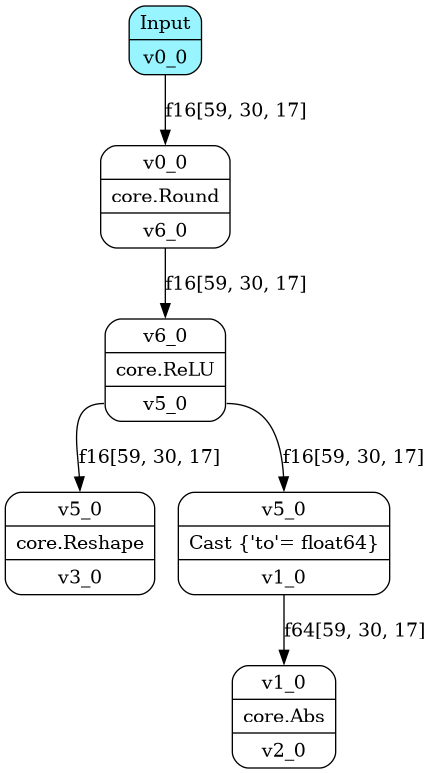 Input
v0_0
f16[59, 30, 17]
v0_0
core.Round
v6_0
f16[59, 30, 17]
v6_0
core.ReLU
v5_0
f16[59, 30, 17]
f16[59, 30, 17]
v5_0
core.Reshape
v3_0
v5_0
Cast {'to'= float64}
v1_0
f64[59, 30, 17]
v1_0
core.Abs
v2_0